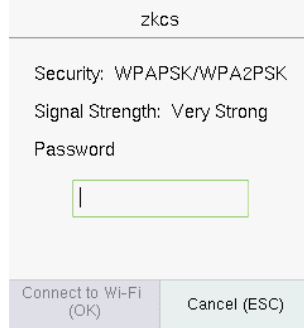 zkcs
Security: WPAPSK/WPA2PSK
Signal Strength: Very Strong
Password
Connect to Wi-Fi
(OK)
Cancel (ESC)